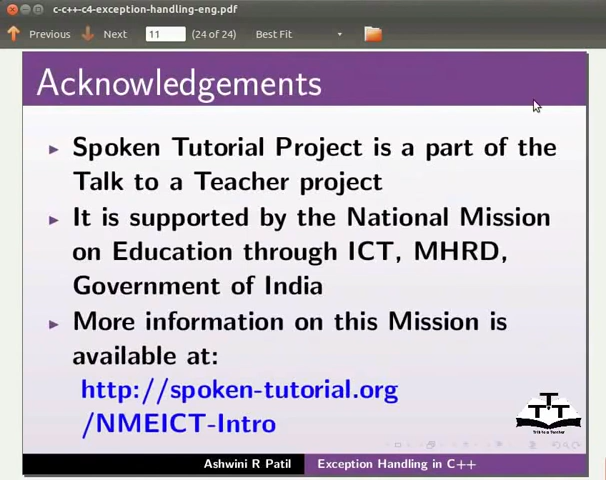 c-c++-c4-exception-handling-eng.pdf
Previous Next 11 (24 of 24) Best Fit
Acknowledgements
Spoken Tutorial Project is a part of the
Talk to a Teacher project
It is supported by the National Mission
on Education through ICT, MHRD,
Government of India
More information on this Mission is
available at:
http://spoken-tutorial.org
/NMEICT-Intro
Talk to a Teacher
Ashwini R Patil Exception Handling in C++